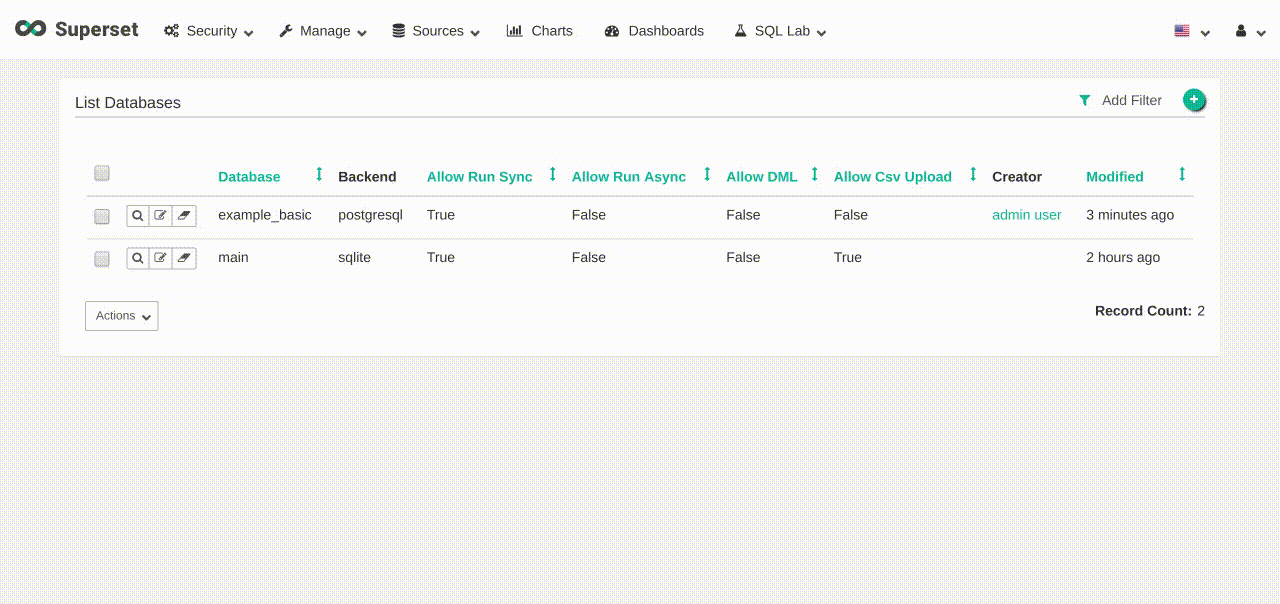 Superset Security Manage Sources Charts Dashboards SQL Lab
List Databases Add Filter
Database Backend Allow Run Sync Allow Run Async Allow DML Allow Csv Upload Creator Modified
example_basic postgresql True False False False admin user 3 minutes ago
main sqlite True False False True 2 hours ago
Actions Record Count: 2